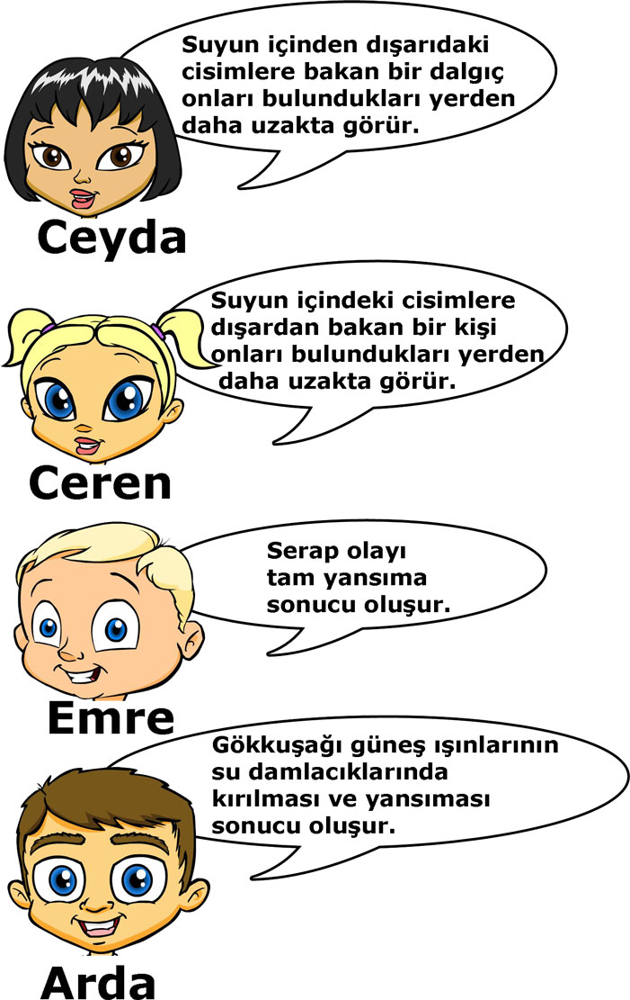 Suyun içinden dışarıdaki
cisimlere bakan bir dalgıç
onları bulundukları yerden
daha uzakta görür.
Ceyda
Suyun içindeki cisimlere
dışardan bakan bir kişi
onları bulundukları yerden
daha uzakta görür.
Ceren
Serap olayı
tam yansıma
sonucu oluşur.
Emre
Gökkuşağı güneş ışınlarının
su damlacıklarında
kırılması ve yansıması
sonucu oluşur.
Arda